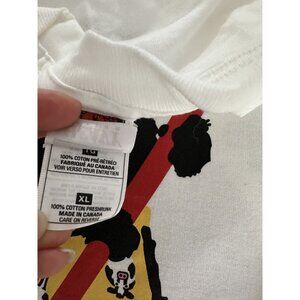 100% COTON PRÉ-RÉTRÉCI
FABRIQUÉ AU CANADA
VOIR VERSO POUR ENTRETIEN
XL
100% COTTON PRESHRUNK
MADE IN CANADA
CARE ON REVERSE